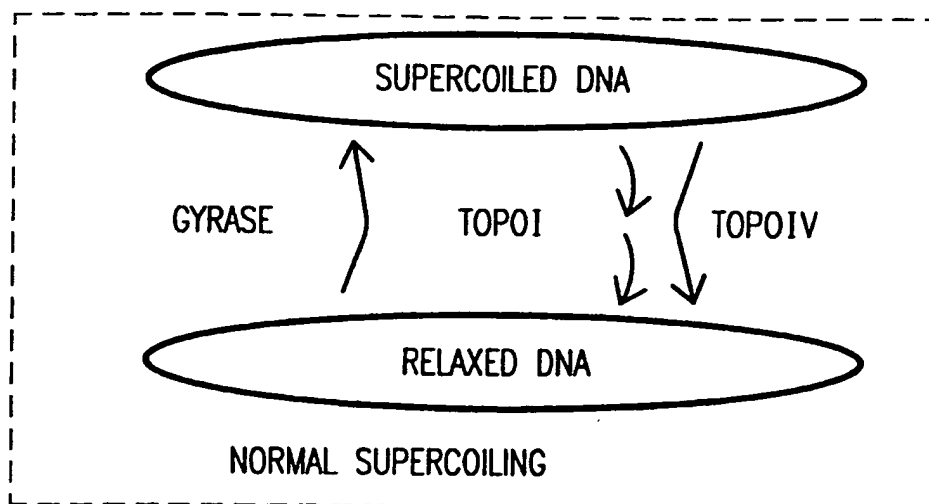 SUPERCOILED DNA
GYRASE TOPOI TOPOIV
RELAXED DNA
NORMAL SUPERCOILING